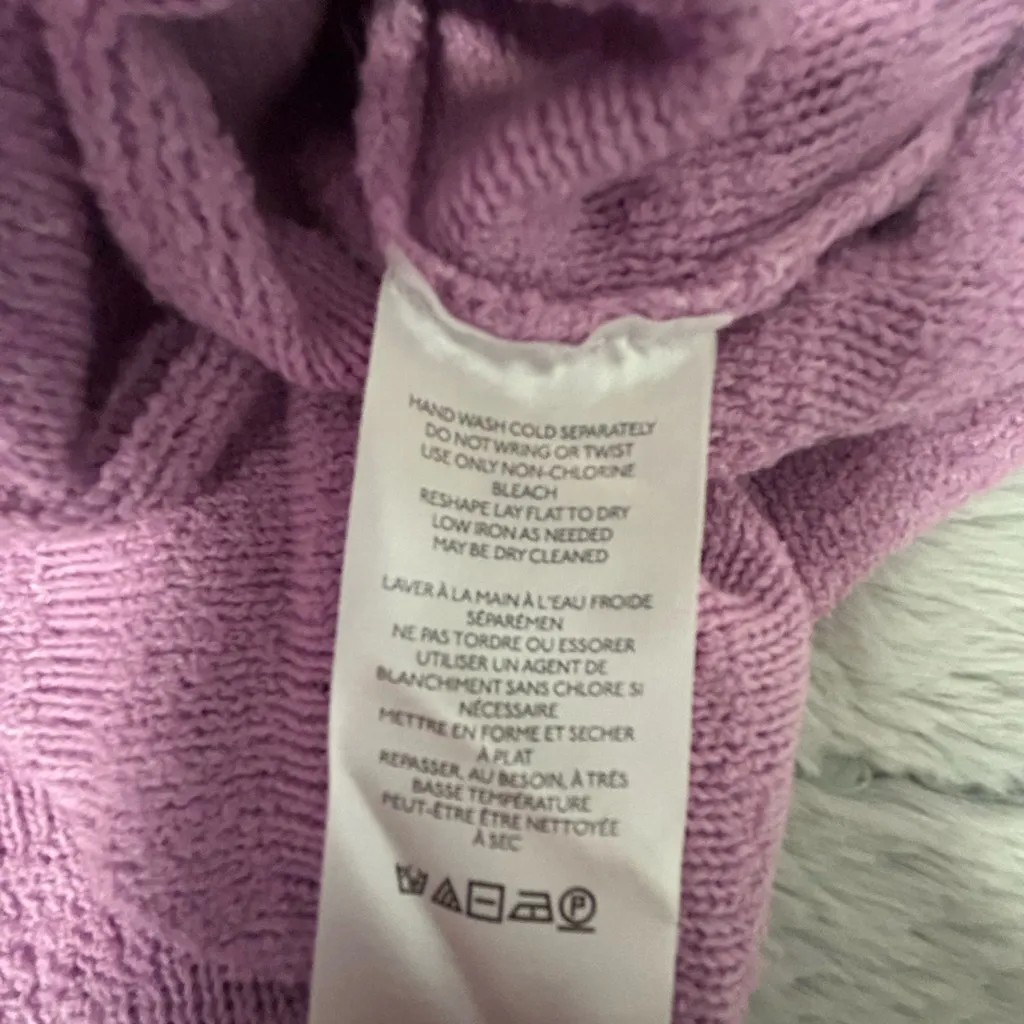 HAND WASH COLD SEPARATELY
DO NOT WRING OR TWIST
USE ONLY NON-CHLORINE
BLEACH
RESHAPE LAY FLAT TO DRY
LOW IRON AS NEEDED
MAY BE DRY CLEANED
LAVER À LA MAIN À L'EAU FROIDE
SÉPARÉMEN
NE PAS TORDRE OU ESSORER
UTILISER UN AGENT DE
BLANCHIMENT SANS CHLORE SI
NÉCESSAIRE
METTRE EN FORME ET SECHER
À PLAT
REPASSER, AU BESOIN, À TRÈS
BASSE TEMPÉRATURE
PEUT-ÊTRE ÊTRE NETTOYÉE
À SEC
P